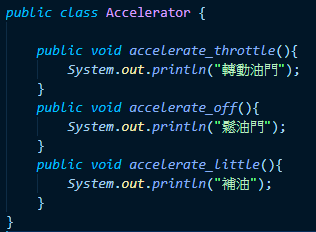 public class Accelerator {
public void accelerate_throttle(){
System.out.println("轉動油門");
}
public void accelerate_off(){
System.out.println("鬆油門");
}
public void accelerate_little(){
System.out.println("補油");
}
}